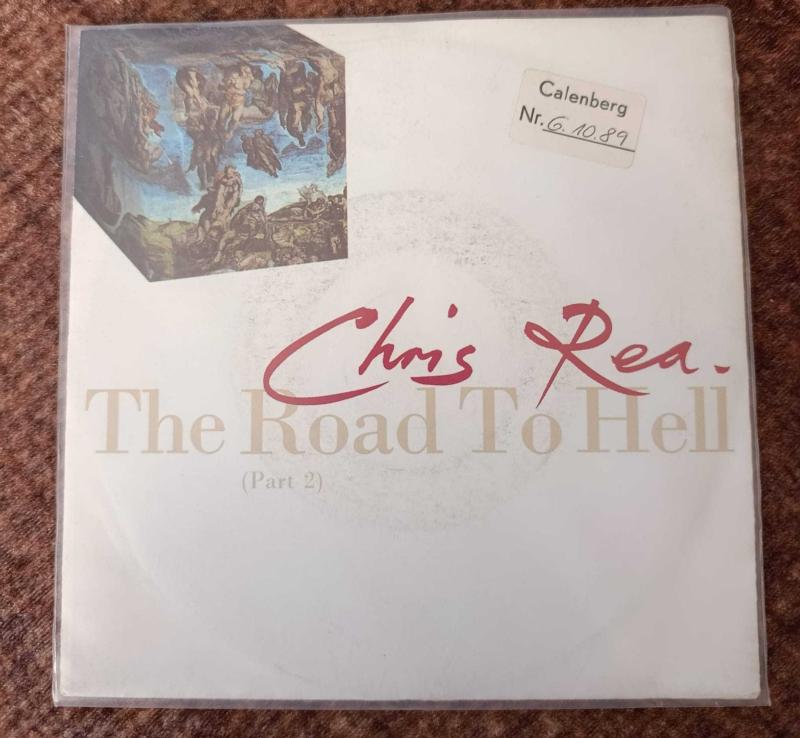 Calenberg
Nr. 6.10.89
Chris Rea.
The Road To Hell
(Part 2)